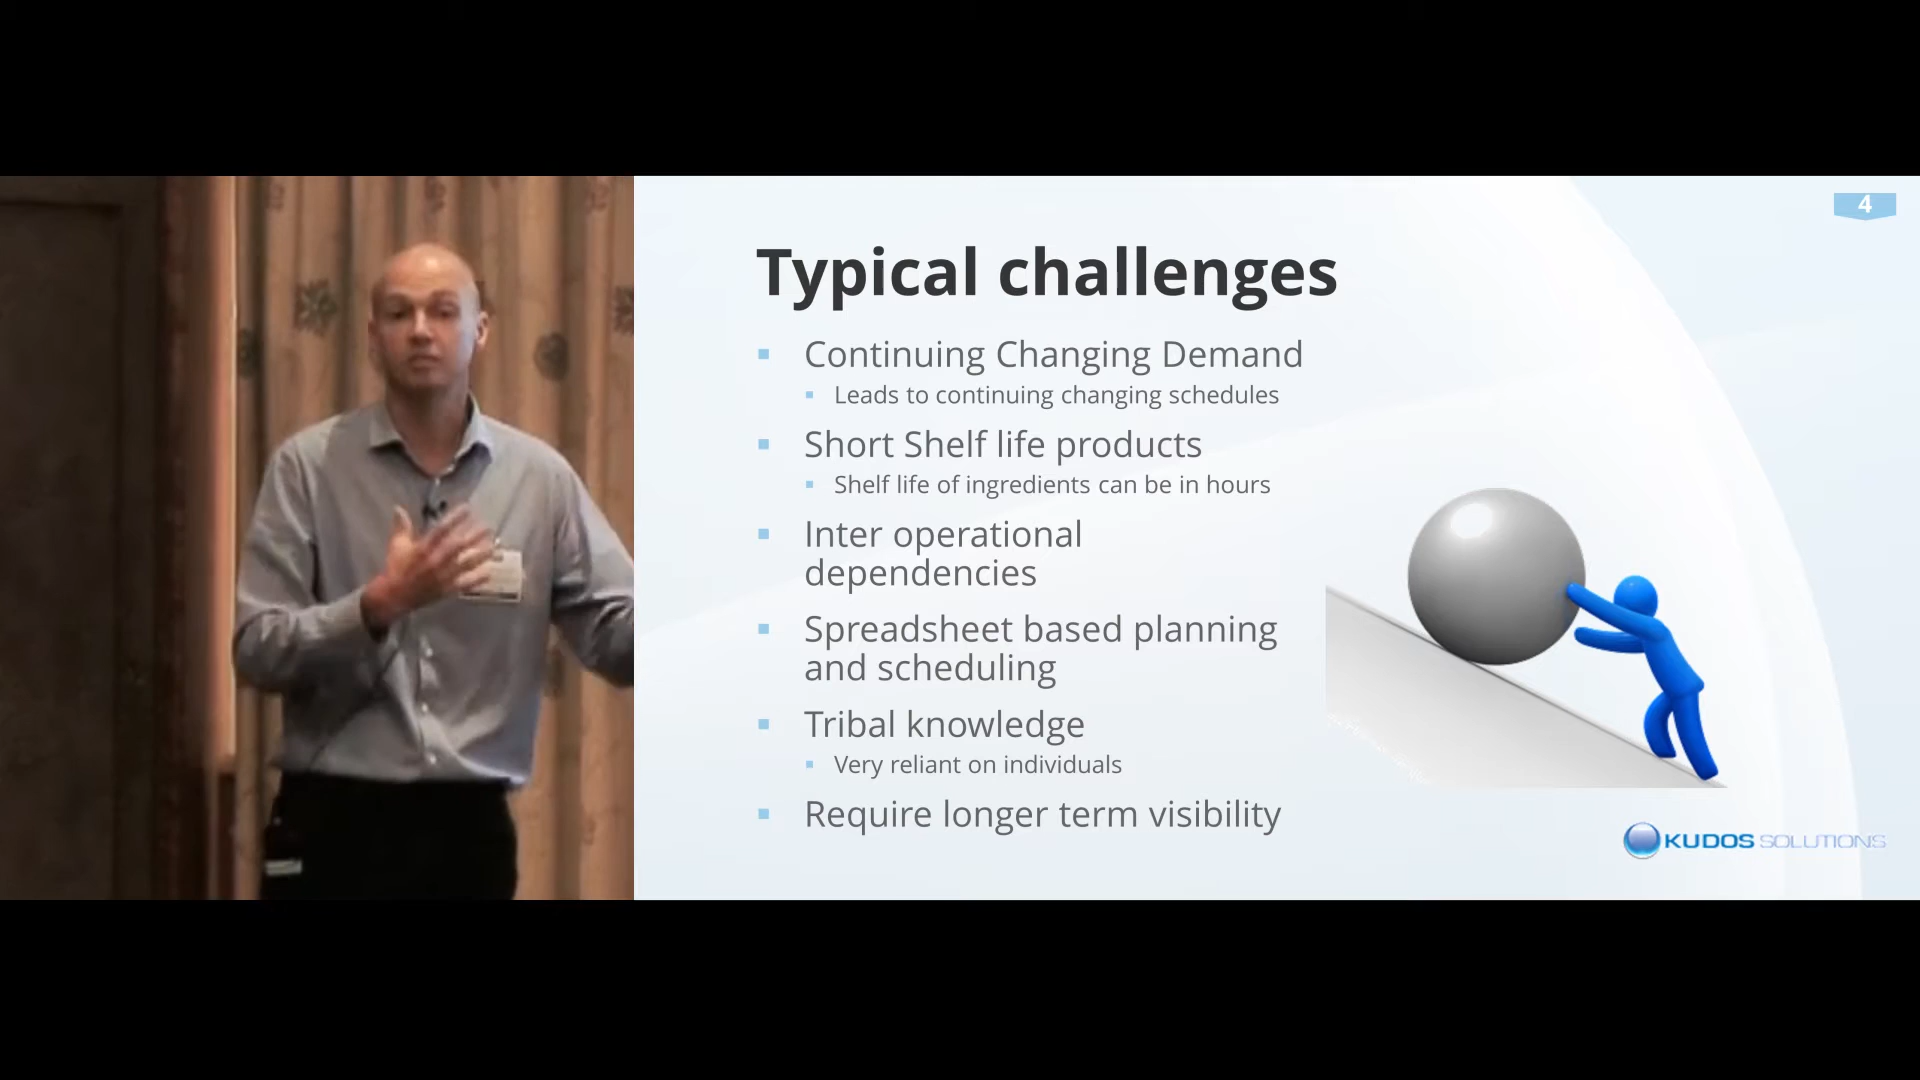 4
Typical challenges
Continuing Changing Demand
Leads to continuing changing schedules
Short Shelf life products
Shelf life of ingredients can be in hours
Inter operational
dependencies
Spreadsheet based planning
and scheduling
Tribal knowledge
Very reliant on individuals
Require longer term visibility
KUDOS SOLUTIONS